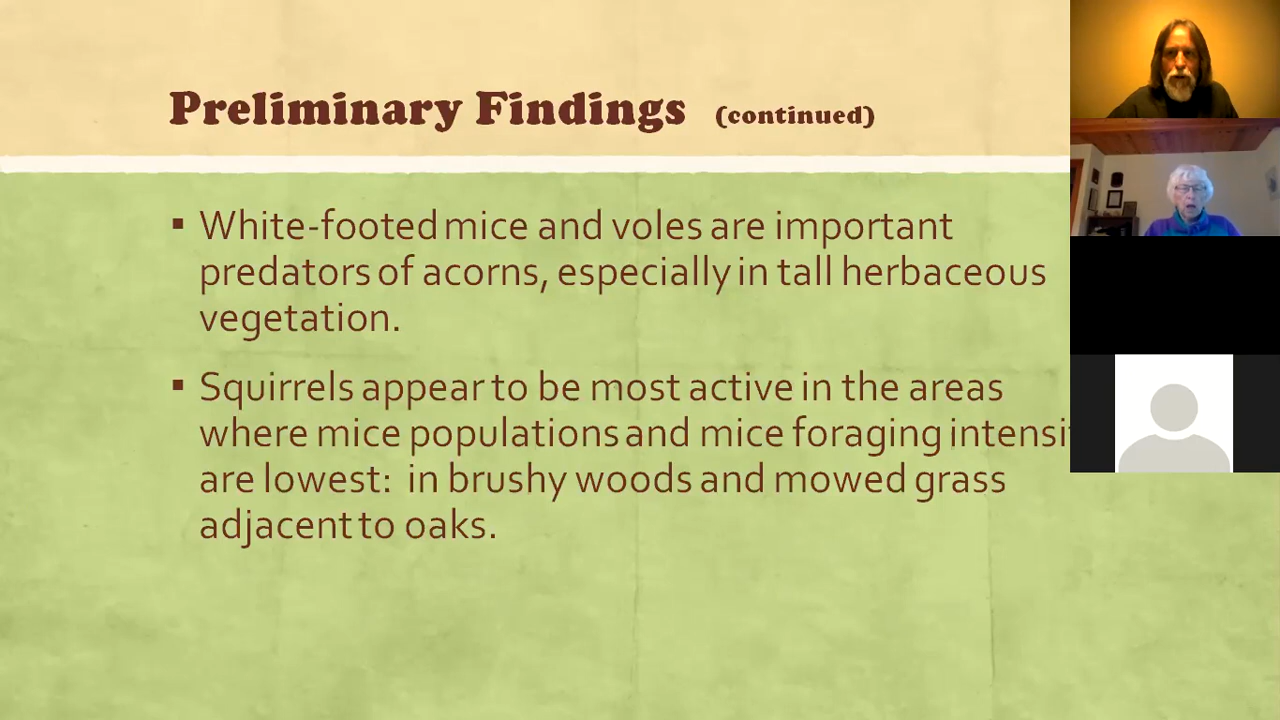 Preliminary Findings (continued)
▪ White-footed mice and voles are important
predators of acorns, especially in tall herbaceous
vegetation.
▪ Squirrels appear to be most active in the areas
where mice populations and mice foraging
are lowest: in brushy woods and mowed grass
adjacent to oaks.